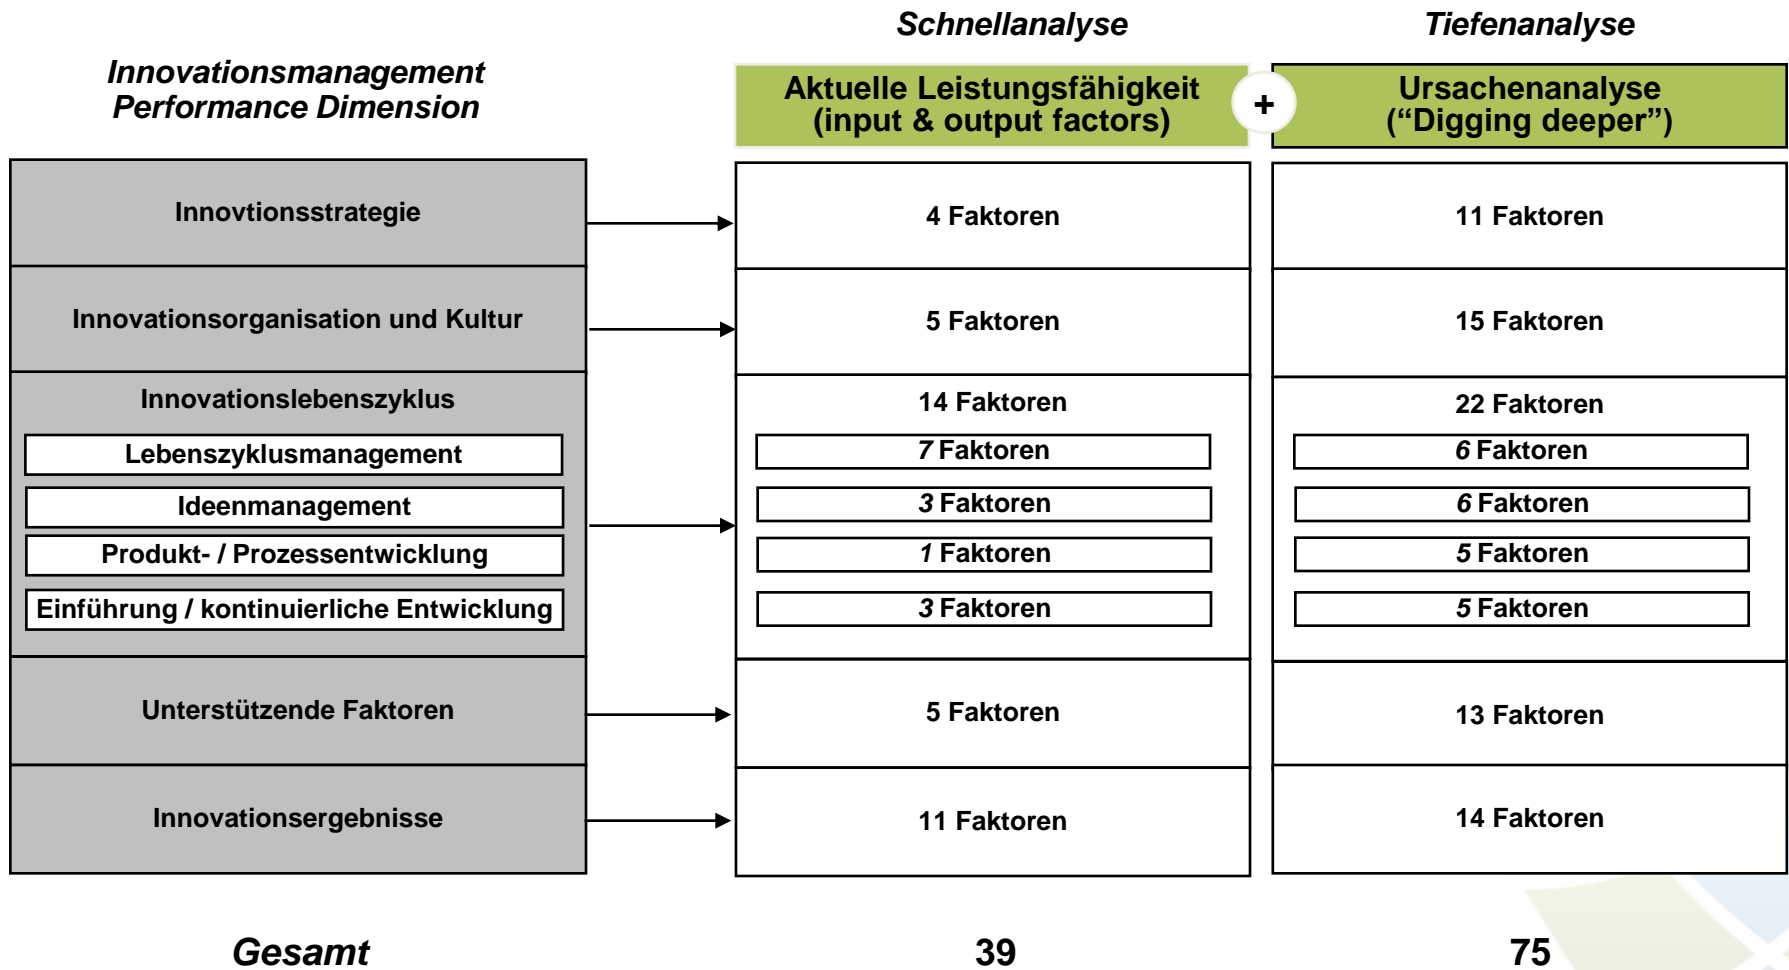 Schnellanalyse
Tiefenanalyse
Innovationsmanagement
Performance Dimension
Aktuelle Leistungsfähigkeit
(input & output factors)
+
Ursachenanalyse
(“Digging deeper”)
Innovtionsstrategie
4 Faktoren
11 Faktoren
Innovationsorganisation und Kultur
5 Faktoren
15 Faktoren
Innovationslebenszyklus
14 Faktoren
22 Faktoren
Lebenszyklusmanagement
7 Faktoren
6 Faktoren
Ideenmanagement
3 Faktoren
6 Faktoren
Produkt- / Prozessentwicklung
1 Faktoren
5 Faktoren
Einführung / kontinuierliche Entwicklung
3 Faktoren
5 Faktoren
Unterstützende Faktoren
5 Faktoren
13 Faktoren
Innovationsergebnisse
11 Faktoren
14 Faktoren
Gesamt
39
75